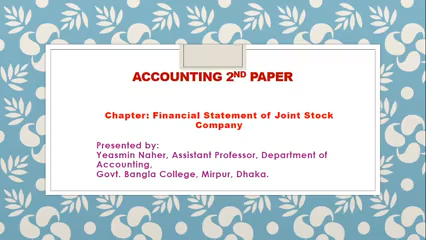 ACCOUNTING 2ND PAPER
Chapter: Financial Statement of Joint Stock
Company
Presented by:
Yeasmin Naher, Assistant Professor, Department of
Accounting,
Govt. Bangla College, Mirpur, Dhaka.